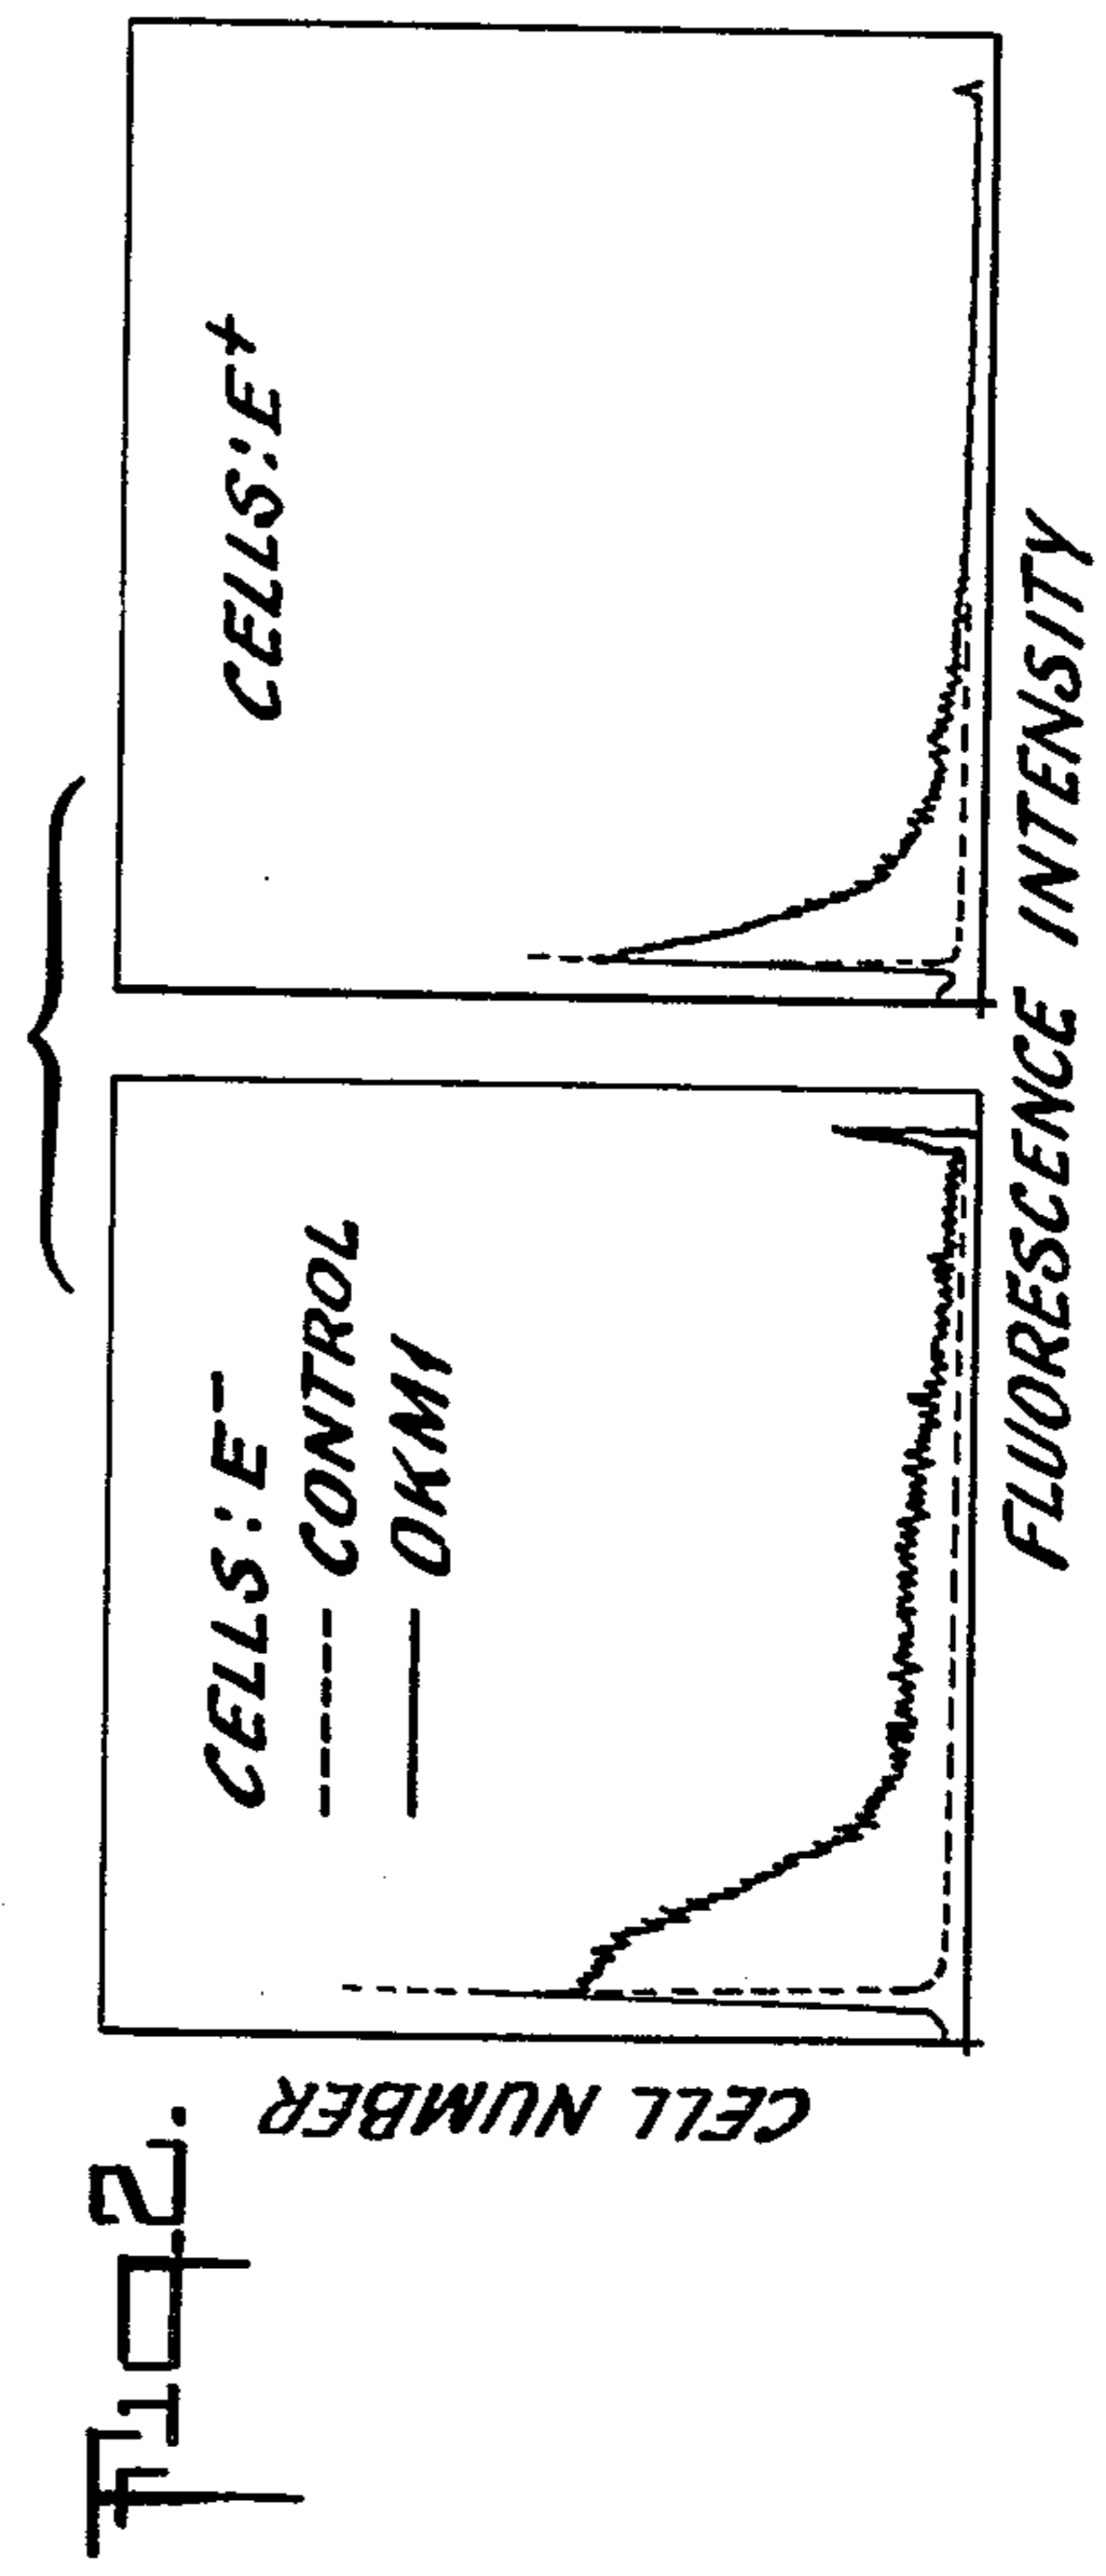 Fig. 2.
CELL NUMBER
CELLS: E⁻
CONTROL
OKM1
CELLS: E⁺
FLUORESCENCE INTENSITY